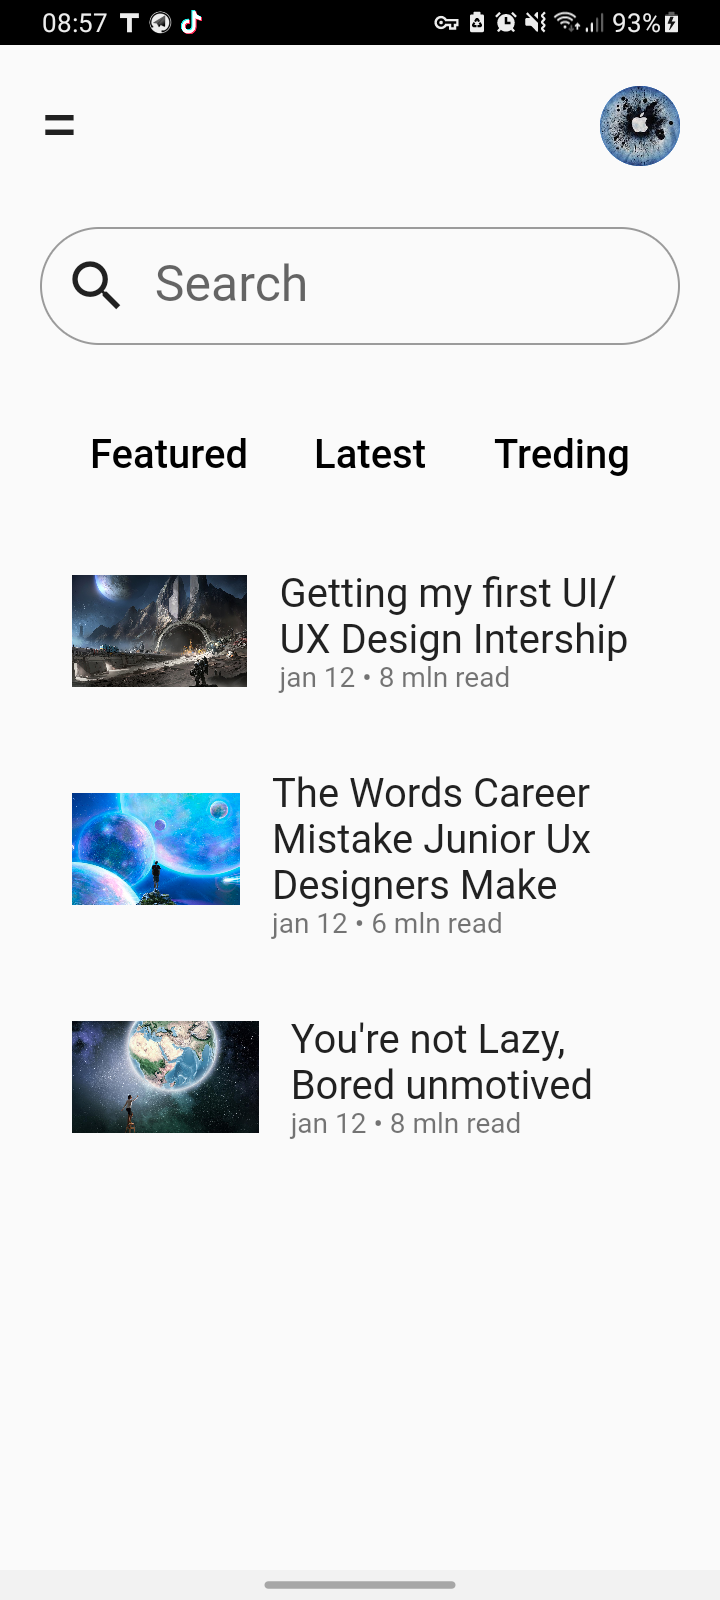 08:57
93%
Search
Featured Latest Treding
Getting my first UI/
UX Design Intership
jan 12 • 8 mln read
The Words Career
Mistake Junior Ux
Designers Make
jan 12 • 6 mln read
You're not Lazy,
Bored unmotived
jan 12 • 8 mln read